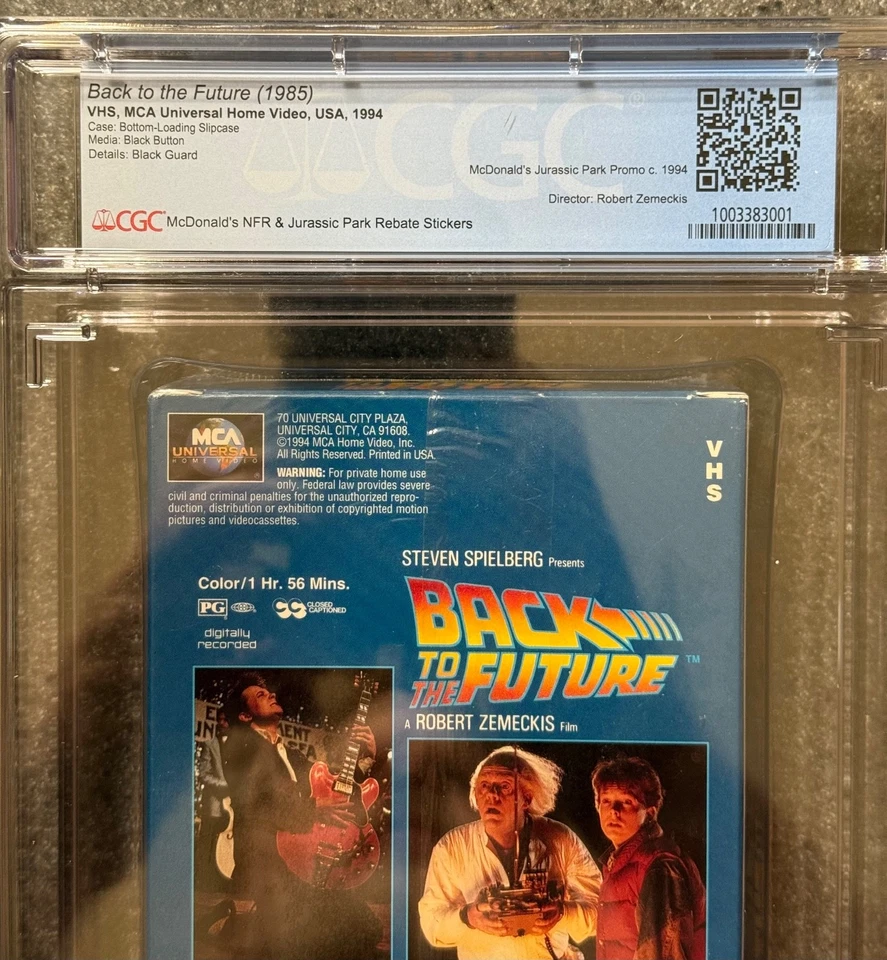 Back to the Future (1985)
VHS, MCA Universal Home Video, USA, 1994
Case: Bottom-Loading Slipcase
Media: Black Button
Details: Black Guard
CGC
McDonald's Jurassic Park Promo c. 1994
Director: Robert Zemeckis
CGC McDonald's NFR & Jurassic Park Rebate Stickers
1003383001
MCA
UNIVERSAL
HOME VIDEO
70 UNIVERSAL CITY PLAZA,
UNIVERSAL CITY, CA 91608.
©1994 MCA Home Video, Inc.
All Rights Reserved. Printed in USA.
WARNING: For private home use
only. Federal law provides severe
civil and criminal penalties for the unauthorized repro-
duction, distribution or exhibition of copyrighted motion
pictures and videocassettes.
VHS
STEVEN SPIELBERG Presents
BACK
TO
THE FUTURE ™
A ROBERT ZEMECKIS Film
Color/1 Hr. 56 Mins.
PG
CC CLOSED
CAPTIONED
digitally
recorded